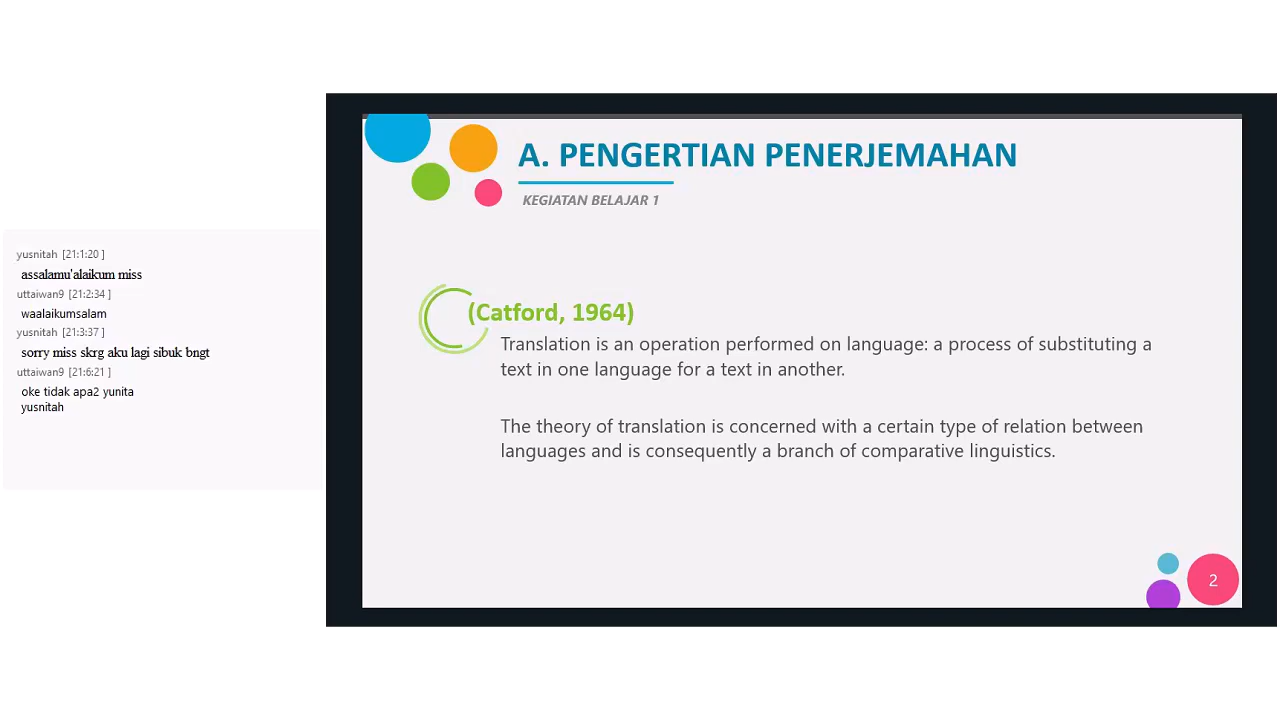 yusnitah [21:1:20 ]
assalamu'alaikum miss
uttaiwan9 [21:2:34 ]
waalaikumsalam
yusnitah [21:3:37 ]
sorry miss skrg aku lagi sibuk bngt
uttaiwan9 [21:6:21 ]
oke tidak apa2 yunita
yusnitah
A. PENGERTIAN PENERJEMAHAN
KEGIATAN BELAJAR 1
(Catford, 1964)
Translation is an operation performed on language: a process of substituting a
text in one language for a text in another.
The theory of translation is concerned with a certain type of relation between
languages and is consequently a branch of comparative linguistics.
2